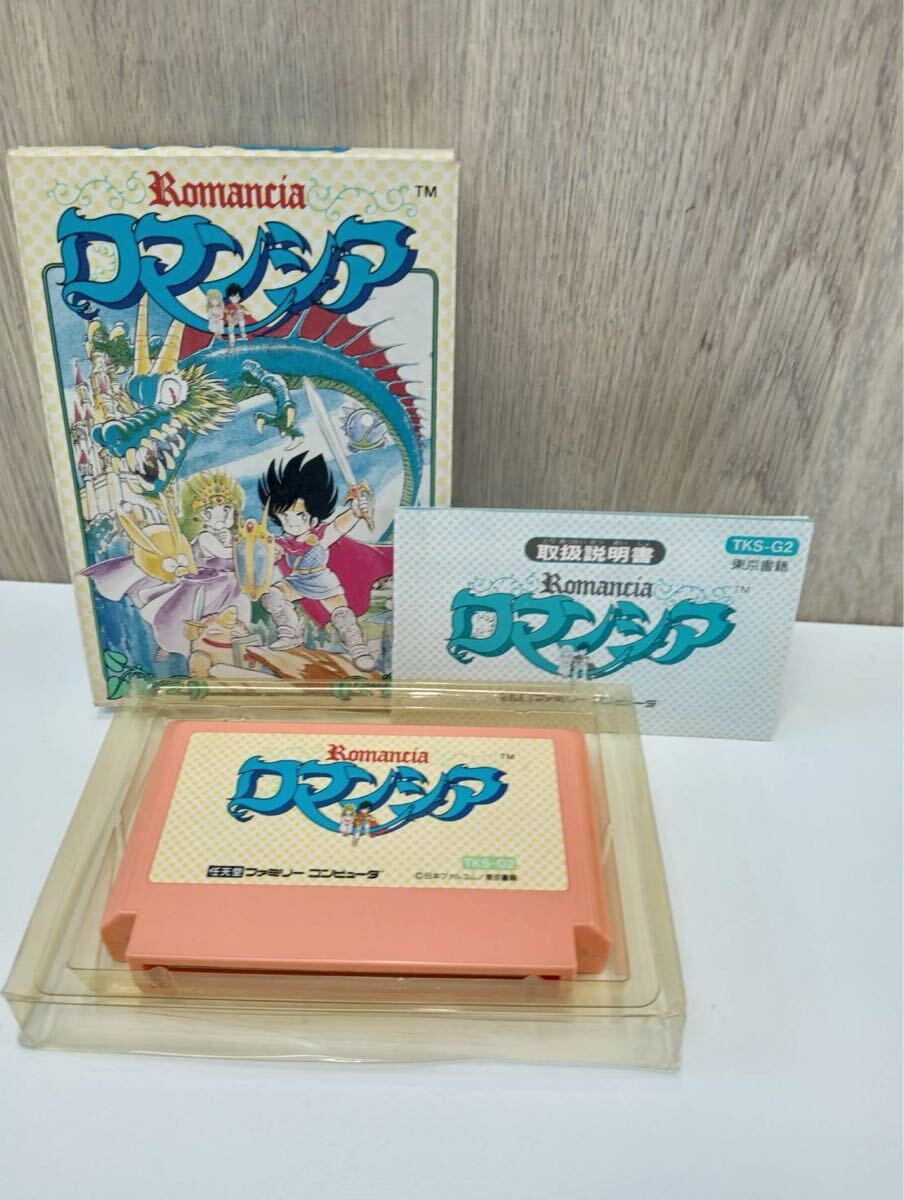 Romancia TM
ロマンシア
取扱説明書
TKS-G2
東京書籍
Romancia TM
ロマンシア
Romancia TM
ロマンシア
TKS-G2
任天堂 ファミリー コンピュータ
©日本ファルコム/東京書籍